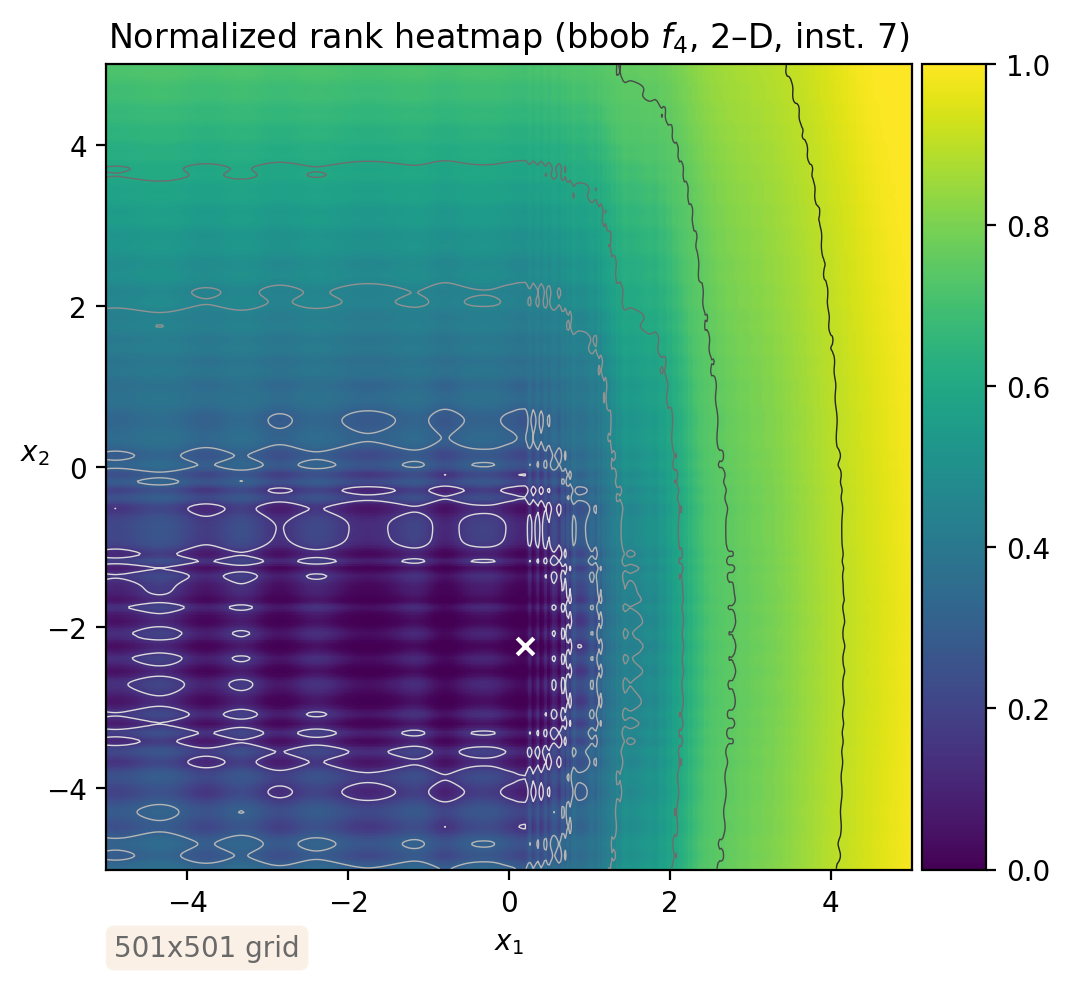 Normalized rank heatmap (bbob f₄, 2–D, inst. 7)
1.0
0.8
0.6
0.4
0.2
0.0
4
2
0
−2
−4
x₂
−4 −2 0 2 4
x₁
501x501 grid